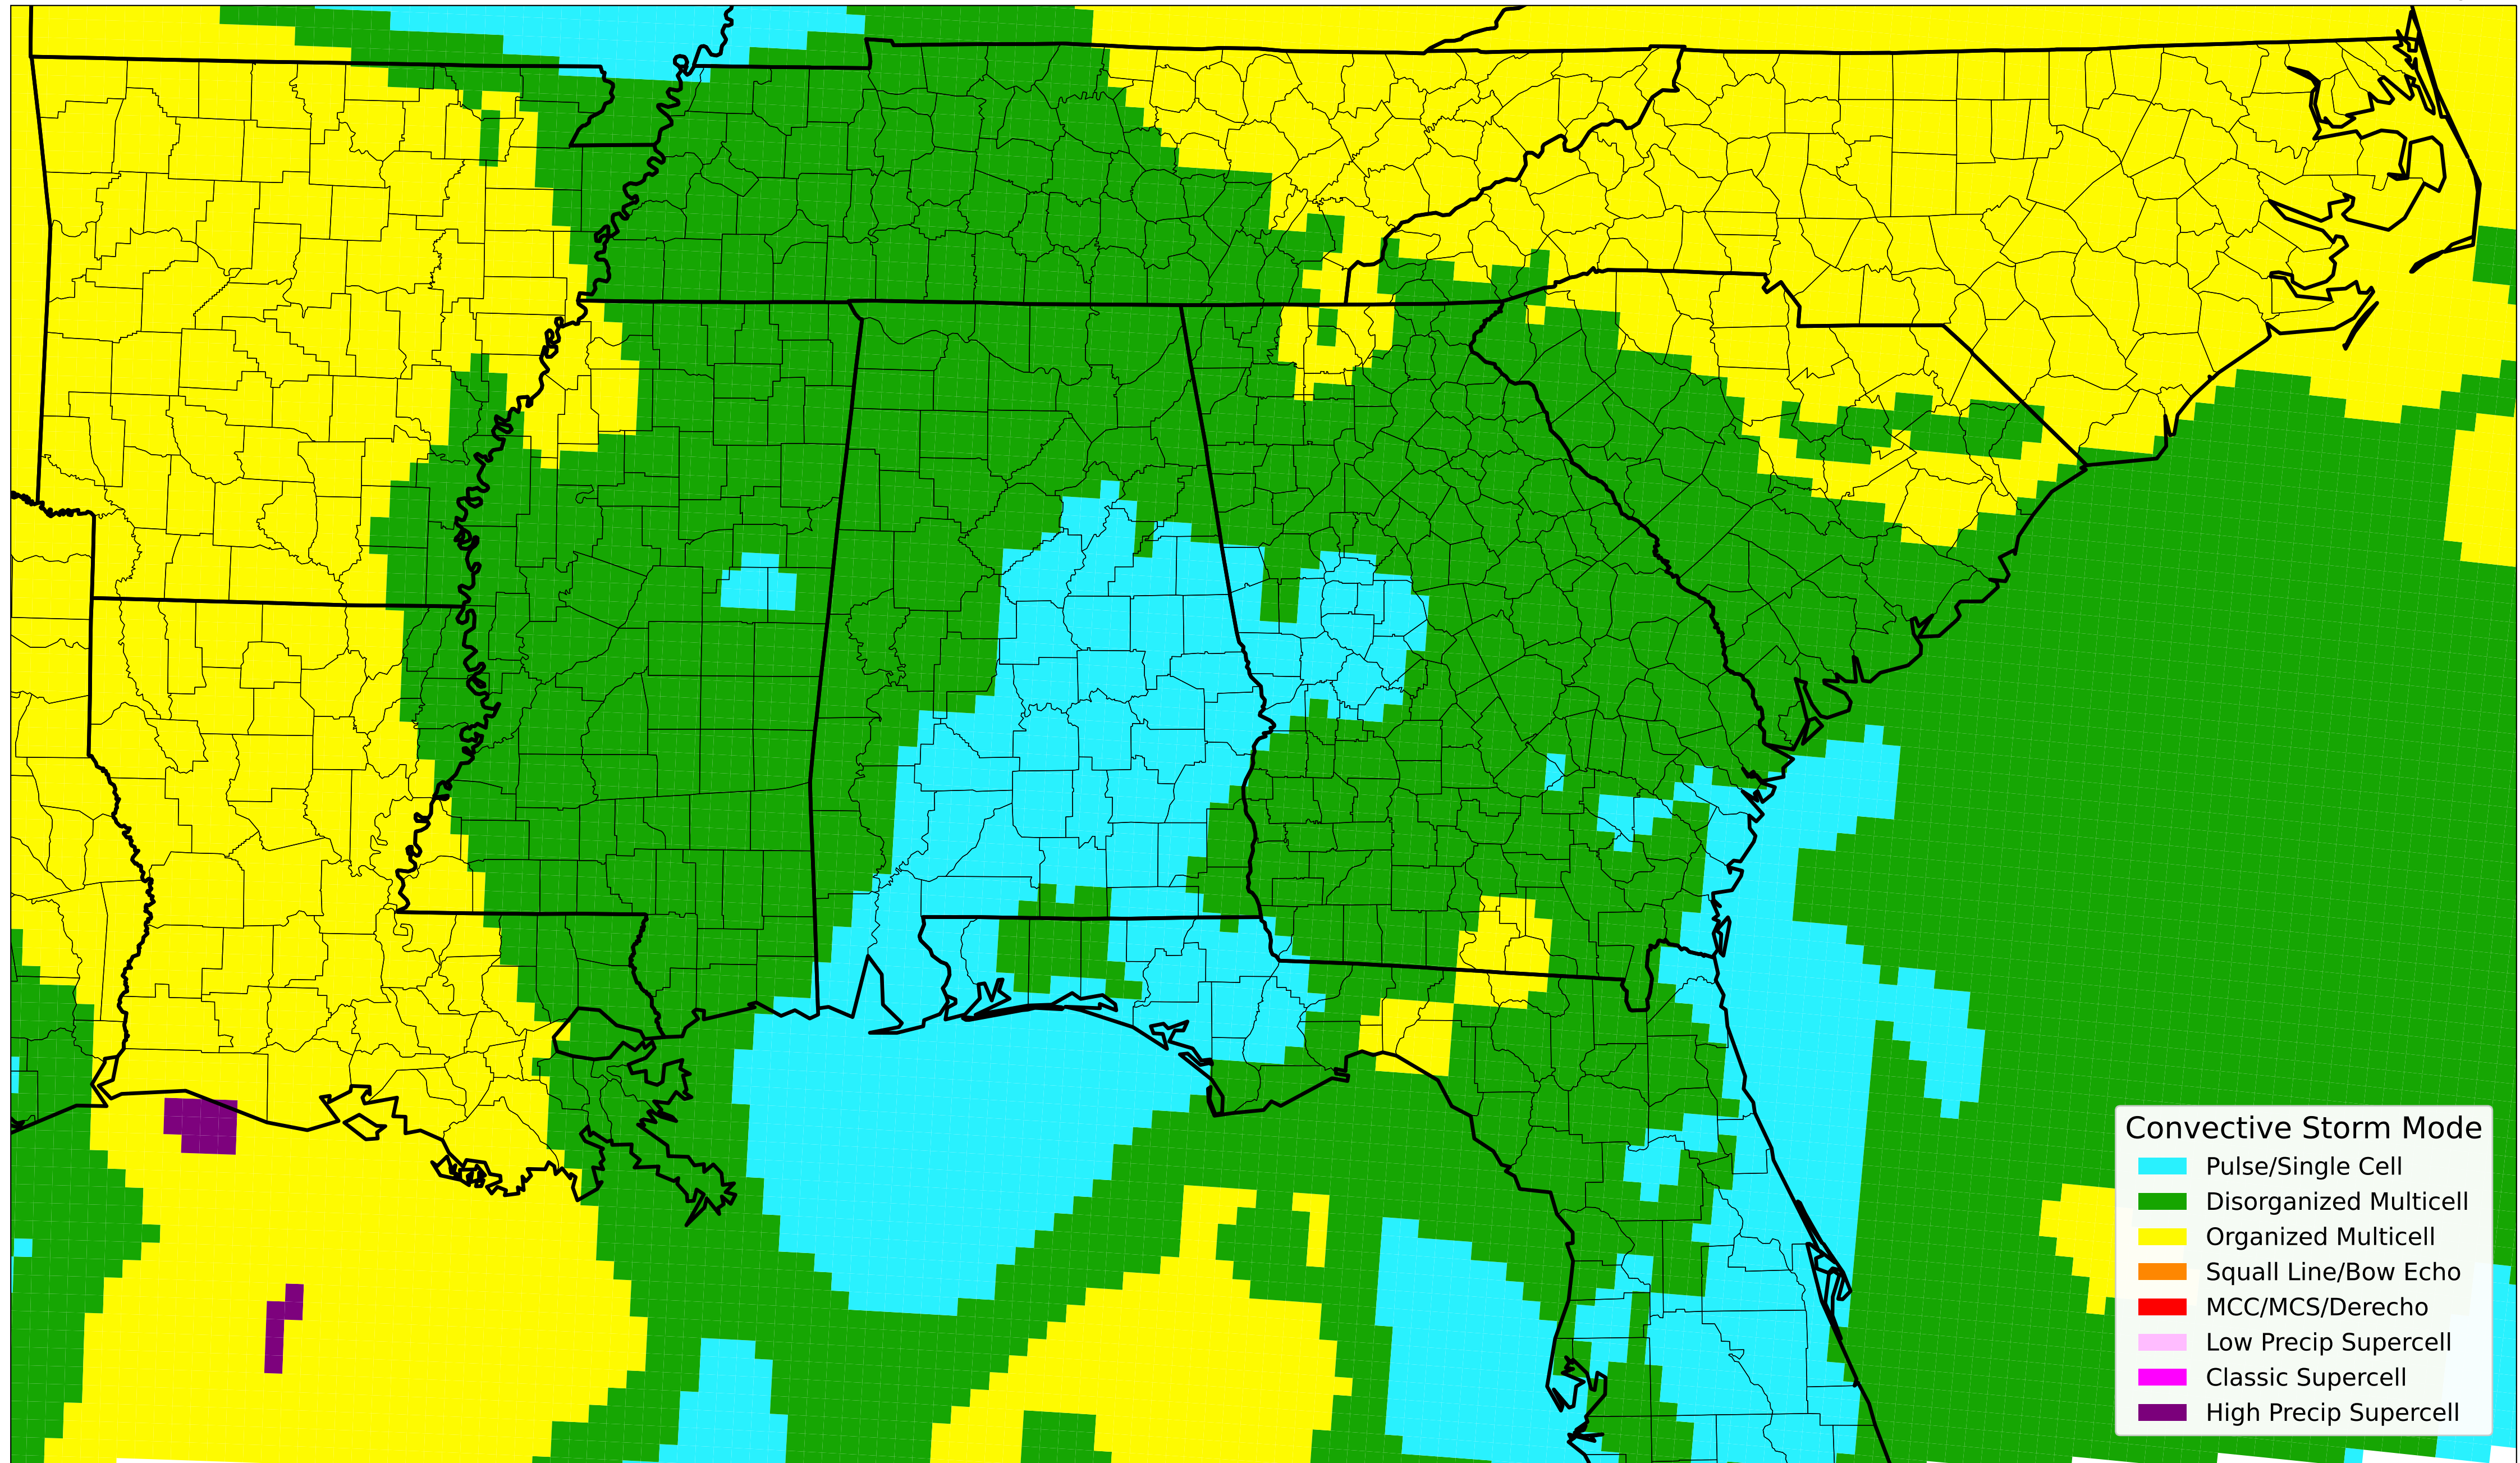 Convective Storm Mode
Pulse/Single Cell
Disorganized Multicell
Organized Multicell
Squall Line/Bow Echo
MCC/MCS/Derecho
Low Precip Supercell
Classic Supercell
High Precip Supercell